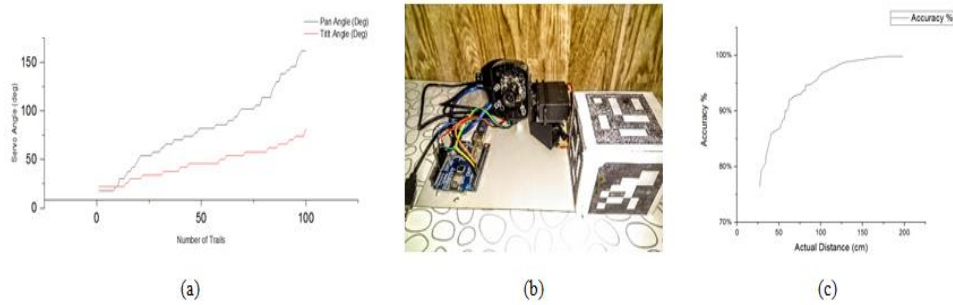 Pan Angle (Deg)
Titlt Angle (Deg)
150
100
50
0
Servo Angle (deg)
0
50
100
Number of Trails
(a)
(b)
Accuracy %
100%
90%
80%
70%
Accuracy %
0
50
100
150
200
Actual Distance (cm)
(c)